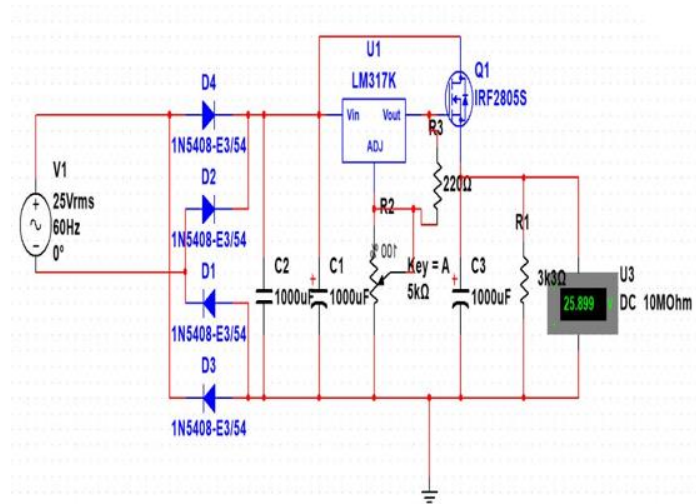 U1
LM317K
Vin
Vout
ADJ
Q1
IRF2805S
D4
1N5408-E3/54
D2
1N5408-E3/54
D1
1N5408-E3/54
D3
1N5408-E3/54
V1
25Vrms
60Hz
0°
R3
220Ω
R2
Key = A
5kΩ
C2
1000uF
C1
1000uF
C3
1000uF
R1
3k3Ω
U3
25.899
DC 10MOhm